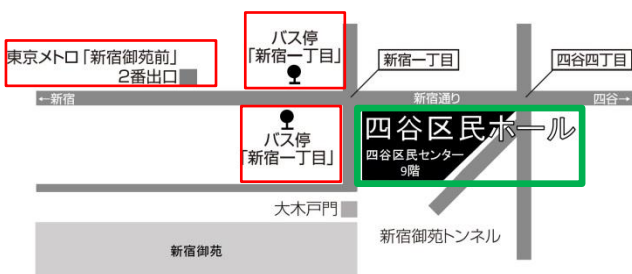 東京メトロ「新宿御苑前」
2番出口
バス停
「新宿一丁目」
新宿一丁目
四谷四丁目
←新宿
新宿通り
四谷→
バス停
「新宿一丁目」
四谷区民ホール
四谷区民センター
9階
大木戸門
新宿御苑トンネル
新宿御苑